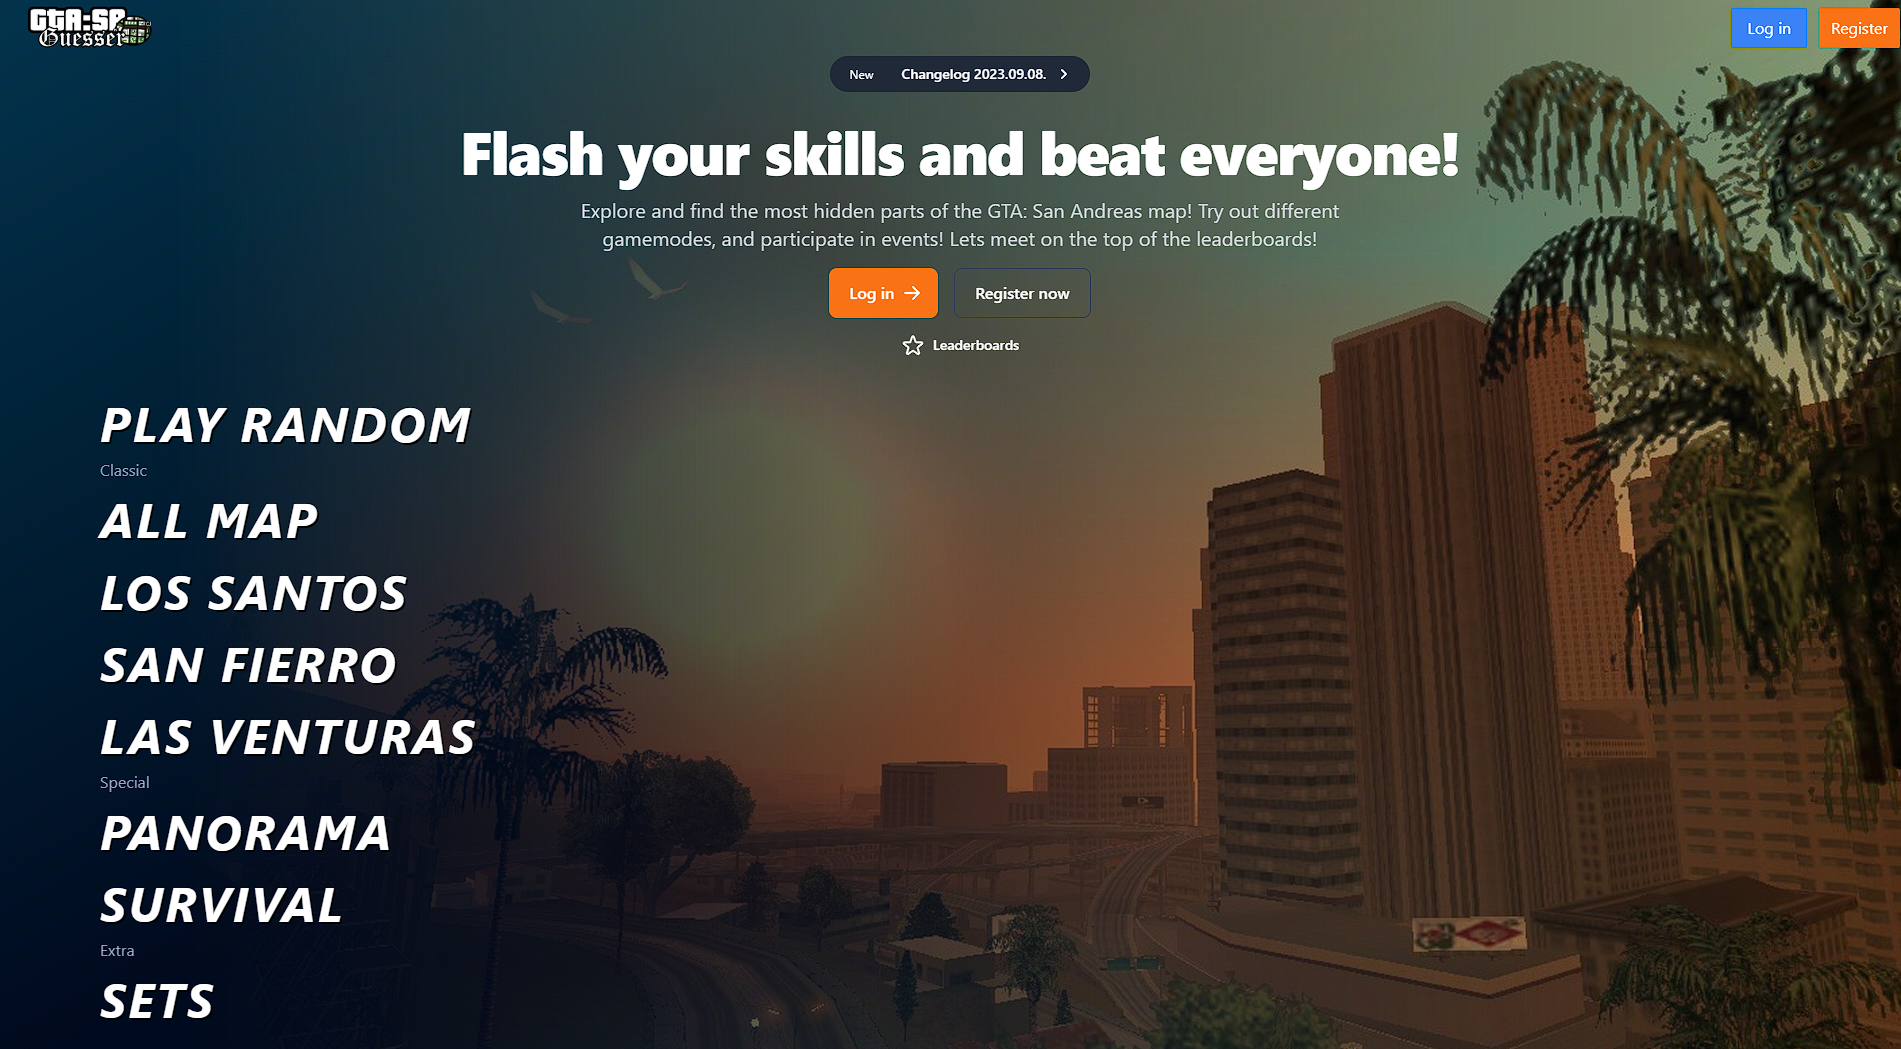 GTA:SA
Guesser
Log in
Register
New
Changelog 2023.09.08.
Flash your skills and beat everyone!
Explore and find the most hidden parts of the GTA: San Andreas map! Try out different
gamemodes, and participate in events! Lets meet on the top of the leaderboards!
Log in
Register now
Leaderboards
PLAY RANDOM
Classic
ALL MAP
LOS SANTOS
SAN FIERRO
LAS VENTURAS
Special
PANORAMA
SURVIVAL
Extra
SETS